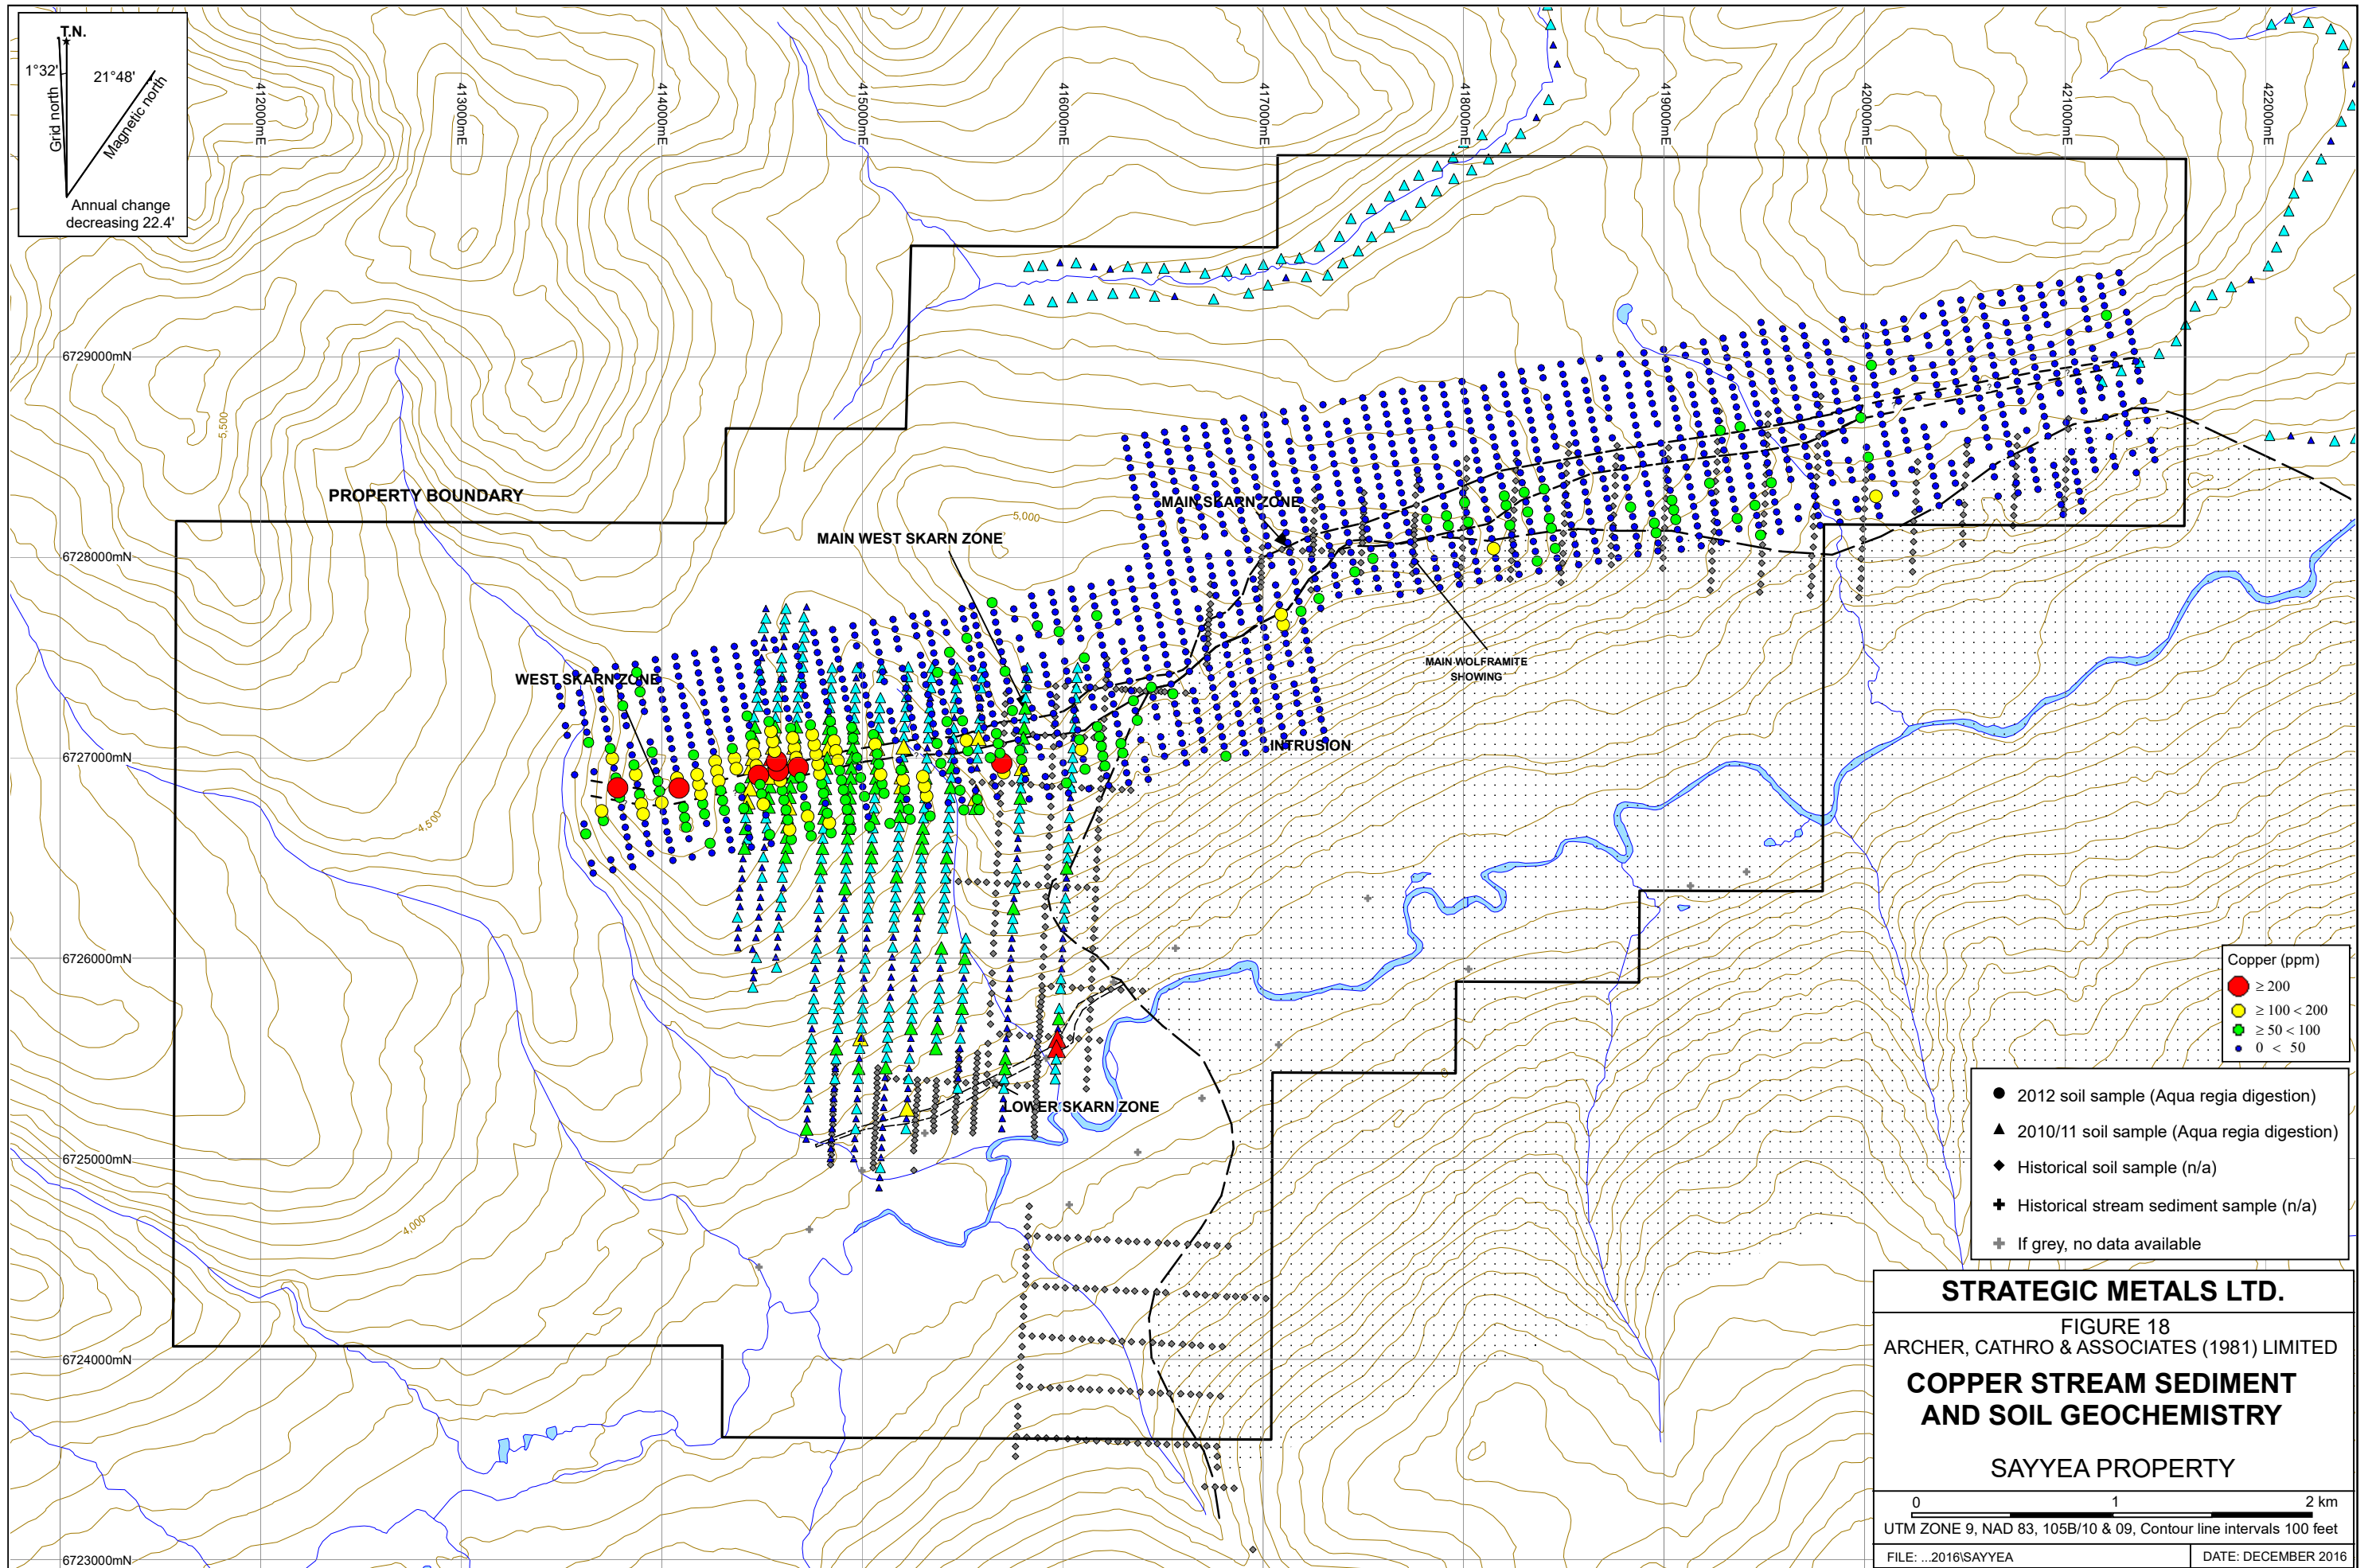 T.N.
1°32'
21°48'
Grid north
Magnetic north
Annual change
decreasing 22.4'
412000mE
413000mE
414000mE
415000mE
416000mE
417000mE
418000mE
419000mE
420000mE
421000mE
422000mE
6729000mN
6728000mN
6727000mN
6726000mN
6725000mN
6724000mN
6723000mN
5,500
5,000
4,500
4,000
PROPERTY BOUNDARY
MAIN SKARN ZONE
MAIN WEST SKARN ZONE
WEST SKARN ZONE
MAIN WOLFRAMITE
SHOWING
INTRUSION
LOWER SKARN ZONE
Copper (ppm)
≥ 200
≥ 100 < 200
≥ 50 < 100
0 < 50
2012 soil sample (Aqua regia digestion)
2010/11 soil sample (Aqua regia digestion)
Historical soil sample (n/a)
Historical stream sediment sample (n/a)
If grey, no data available
STRATEGIC METALS LTD.
FIGURE 18
ARCHER, CATHRO & ASSOCIATES (1981) LIMITED
COPPER STREAM SEDIMENT
AND SOIL GEOCHEMISTRY
SAYYEA PROPERTY
0 1 2 km
UTM ZONE 9, NAD 83, 105B/10 & 09, Contour line intervals 100 feet
FILE: ...2016\SAYYEA
DATE: DECEMBER 2016